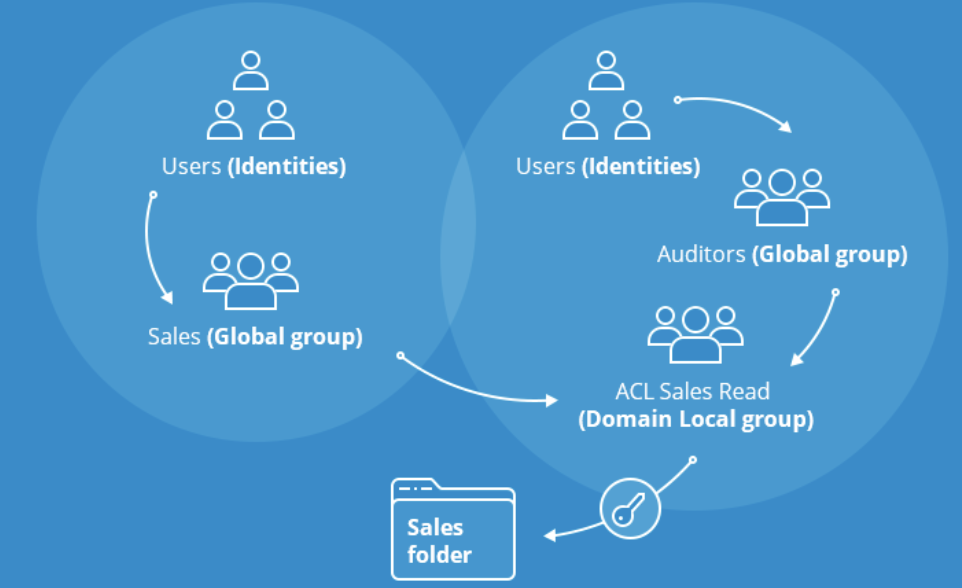 Users (Identities)
Users (Identities)
Auditors (Global group)
Sales (Global group)
ACL Sales Read
(Domain Local group)
Sales
folder